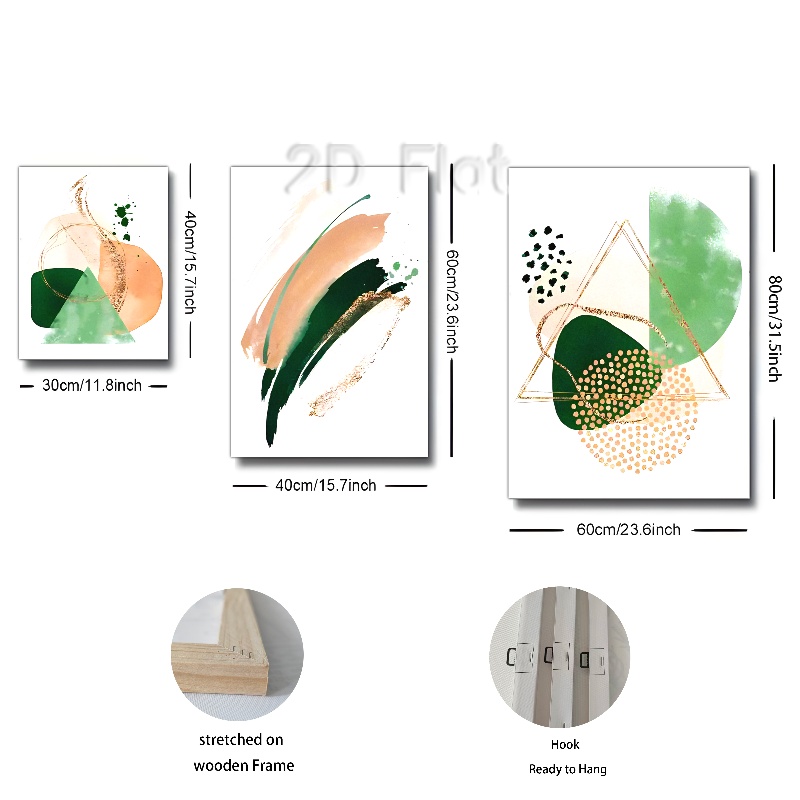 2D Flat
40cm/15.7inch
30cm/11.8inch
60cm/23.6inch
40cm/15.7inch
80cm/31.5inch
60cm/23.6inch
stretched on
wooden Frame
Hook
Ready to Hang